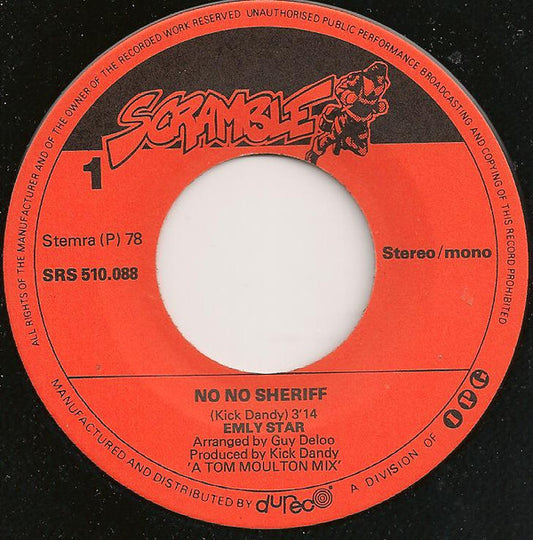 ALL RIGHTS OF THE MANUFACTURER AND OF THE OWNER OF THE RECORDED WORK RESERVED UNAUTHORISED PUBLIC PERFORMANCE BROADCASTING AND COPYING OF THIS RECORD PROHIBITED
SCRAMBLE
1
Stemra (P) 78
SRS 510.088
Stereo/mono
NO NO SHERIFF
(Kick Dandy) 3'14
EMLY STAR
Arranged by Guy Deloo
Produced by Kick Dandy
'A TOM MOULTON MIX'
MANUFACTURED AND DISTRIBUTED BY dureco A DIVISION OF